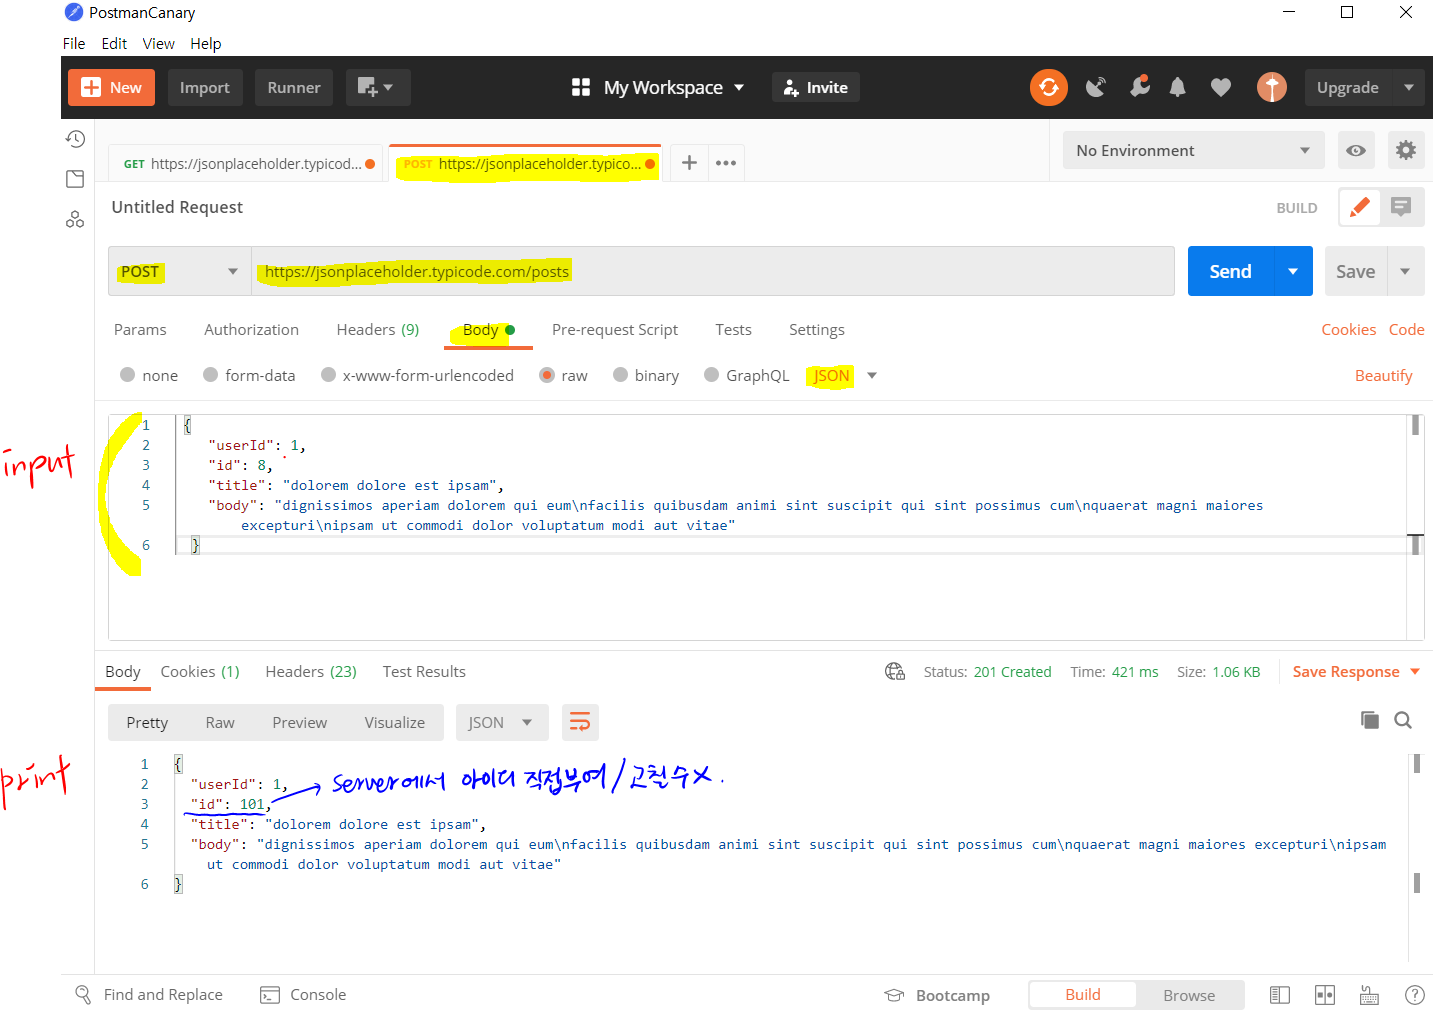 PostmanCanary
File Edit View Help
New Import Runner My Workspace Invite Upgrade
GET https://jsonplaceholder.typicod... POST https://jsonplaceholder.typico... No Environment
Untitled Request BUILD
POST https://jsonplaceholder.typicode.com/posts Send Save
Params Authorization Headers (9) Body Pre-request Script Tests Settings Cookies Code
none form-data x-www-form-urlencoded raw binary GraphQL JSON Beautify
input
1 {
2 "userId": 1,
3 "id": 8,
4 "title": "dolorem dolore est ipsam",
5 "body": "dignissimos aperiam dolorem qui eum\nfacilis quibusdam animi sint suscipit qui sint possimus cum\nquaerat magni maiores
excepturi\nipsam ut commodi dolor voluptatum modi aut vitae"
6 }
Body Cookies (1) Headers (23) Test Results Status: 201 Created Time: 421 ms Size: 1.06 KB Save Response
Pretty Raw Preview Visualize JSON
print
1 {
2 "userId": 1,
server에서 아이디 직접부여/고칠수X.
3 "id": 101,
4 "title": "dolorem dolore est ipsam",
5 "body": "dignissimos aperiam dolorem qui eum\nfacilis quibusdam animi sint suscipit qui sint possimus cum\nquaerat magni maiores excepturi\nipsam
ut commodi dolor voluptatum modi aut vitae"
6 }
Find and Replace Console Bootcamp Build Browse